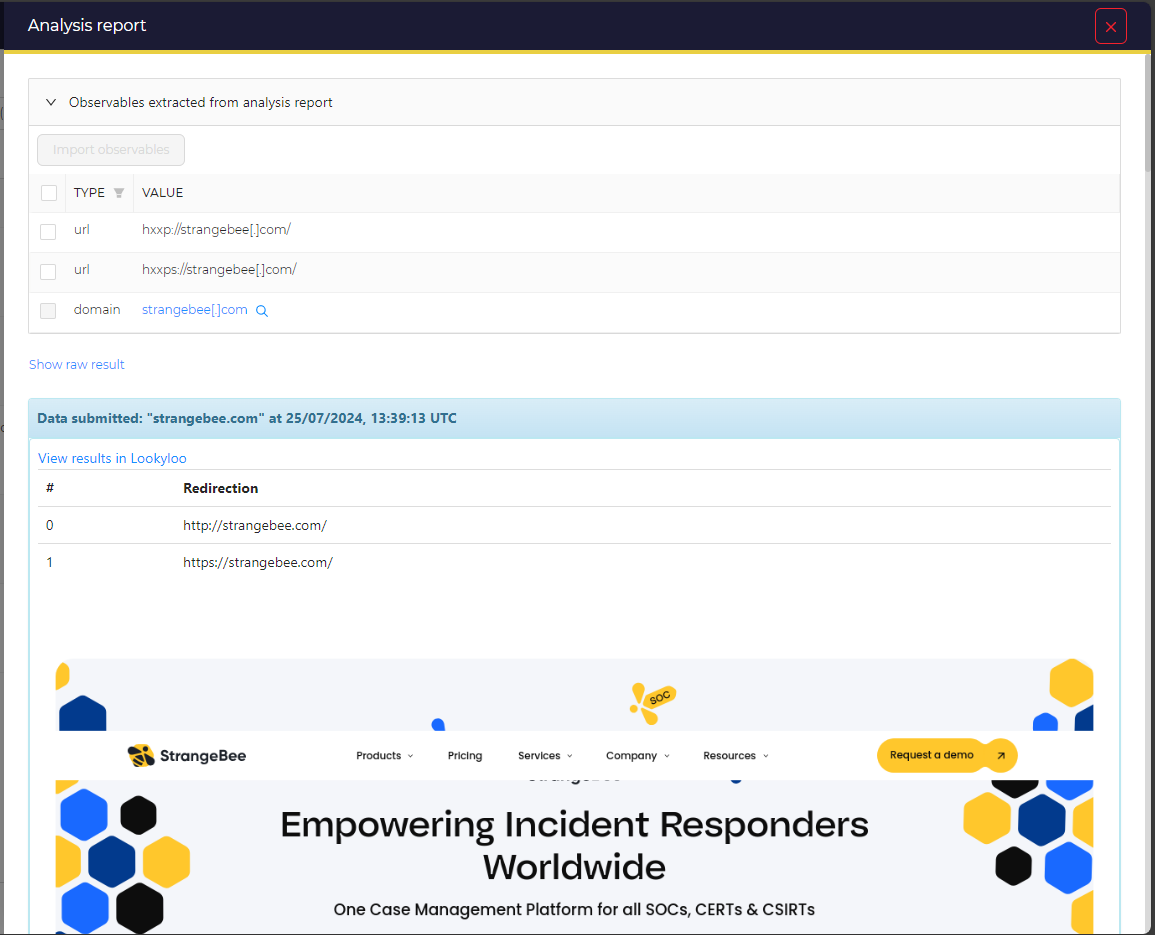 Analysis report
Observables extracted from analysis report
Import observables
TYPE VALUE
url hxxp://strangebee[.]com/
url hxxps://strangebee[.]com/
domain strangebee[.]com
Show raw result
Data submitted: "strangebee.com" at 25/07/2024, 13:39:13 UTC
View results in Lookyloo
# Redirection
0 http://strangebee.com/
1 https://strangebee.com/
SOC
StrangeBee Products Pricing Services Company Resources Request a demo
StrangeBee
Empowering Incident Responders
Worldwide
One Case Management Platform for all SOCs, CERTs & CSIRTs